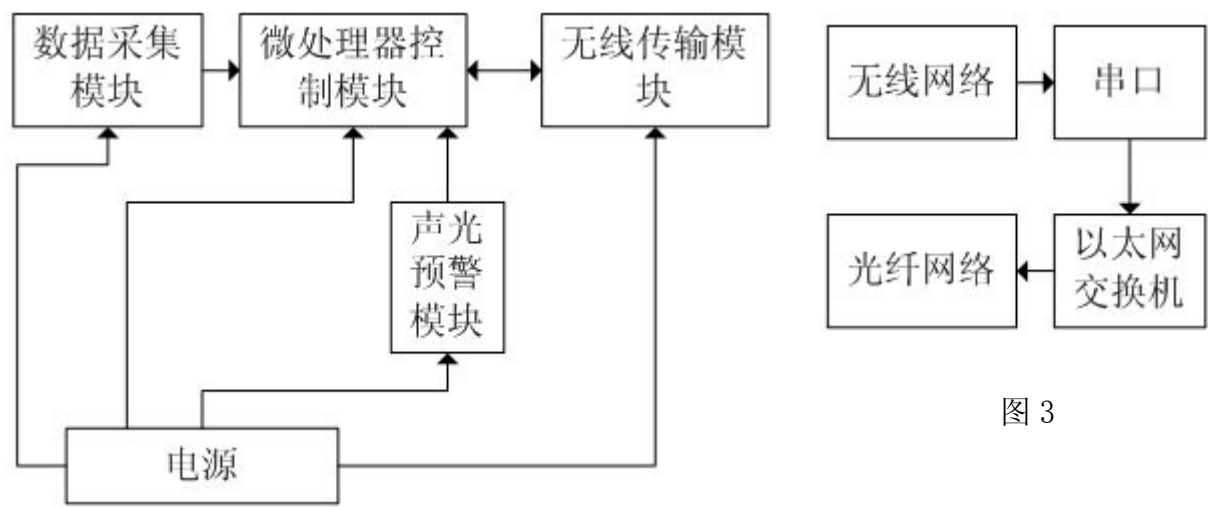 数据采集
模块
微处理器控
制模块
无线传输模
块
声光
预警
模块
电源
无线网络
串口
光纤网络
以太网
交换机
图 3